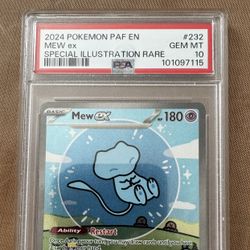 2024 POKEMON PAF EN #232
MEW ex GEM MT
SPECIAL ILLUSTRATION RARE 10
PSA 101097115
BASIC Mew ex HP 180
Ability Restart